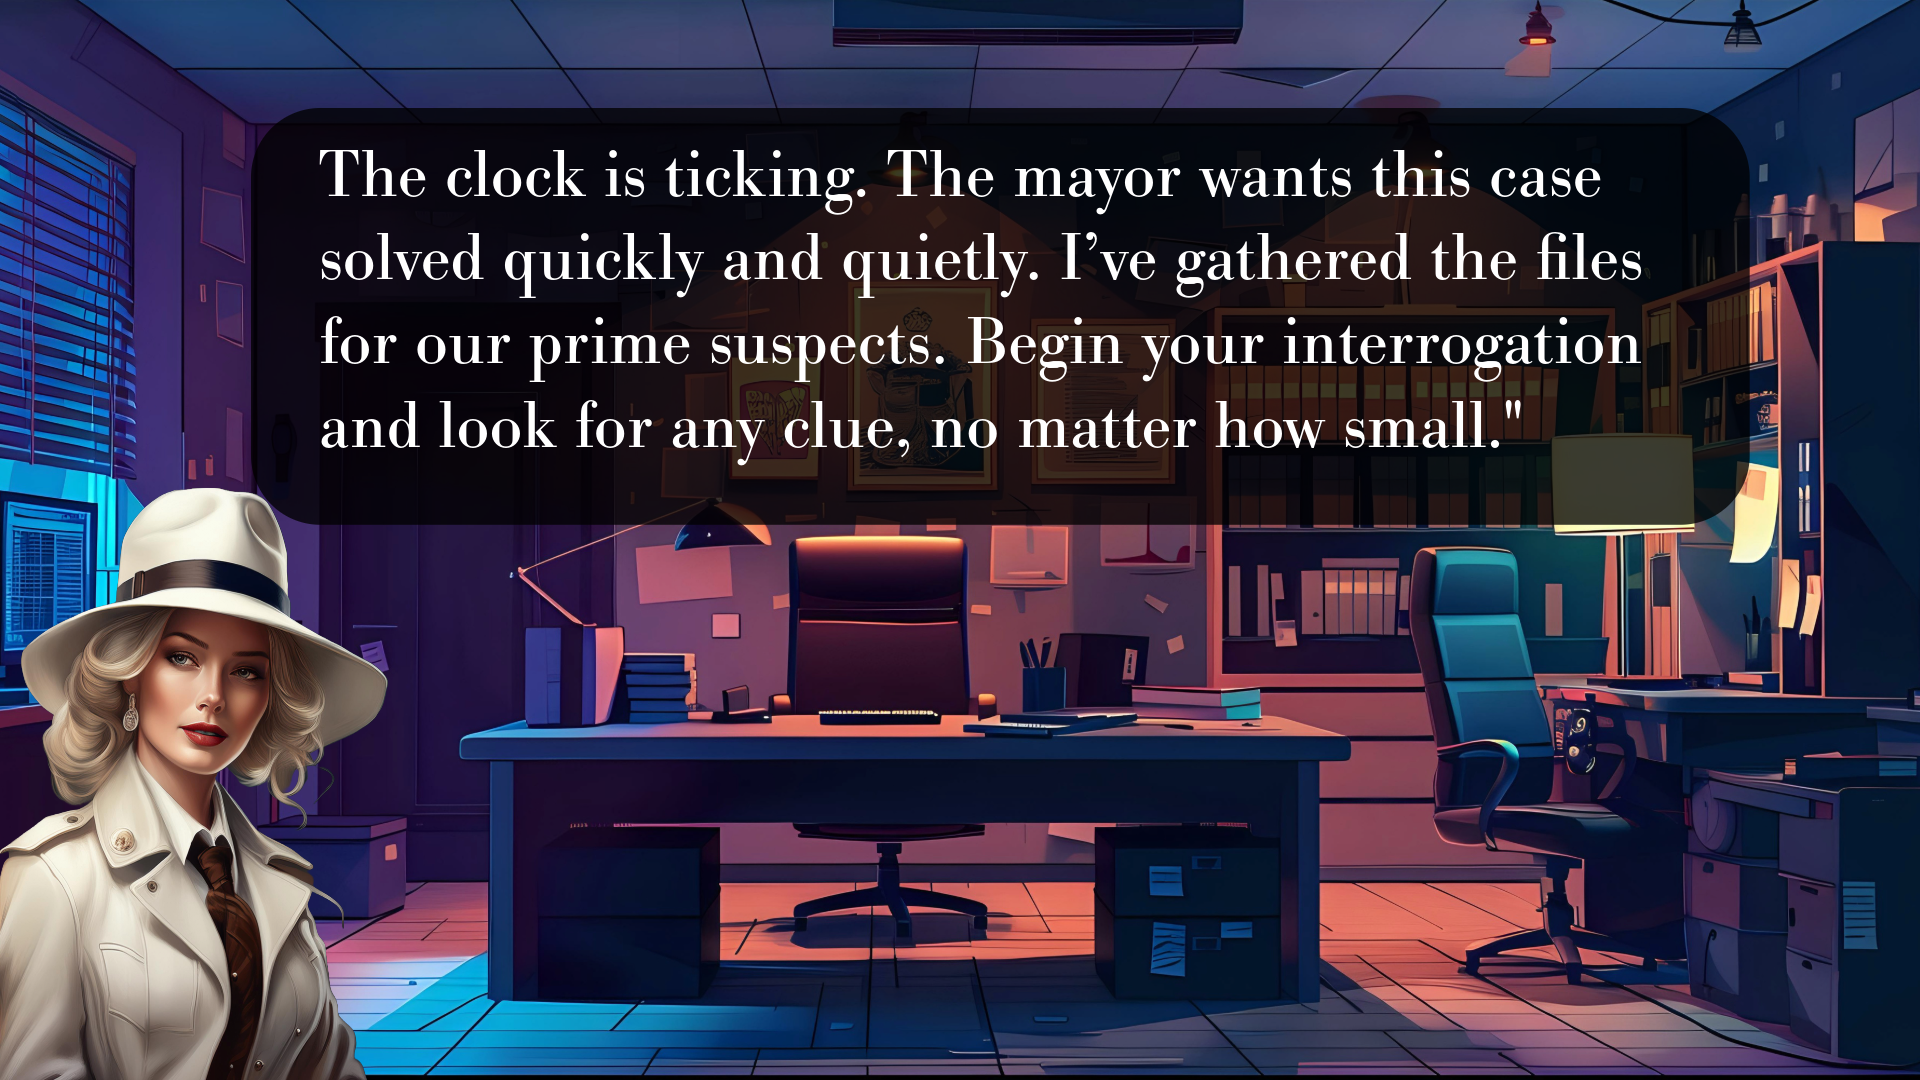 The clock is ticking. The mayor wants this case
solved quickly and quietly. I’ve gathered the files
for our prime suspects. Begin your interrogation
and look for any clue, no matter how small."